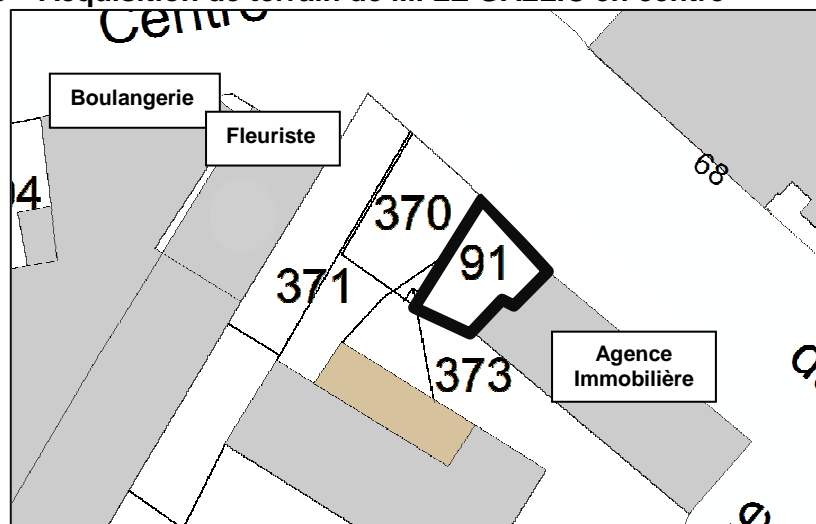 Centre
Boulangerie
Fleuriste
68
370
91
371
373
Agence
Immobilière